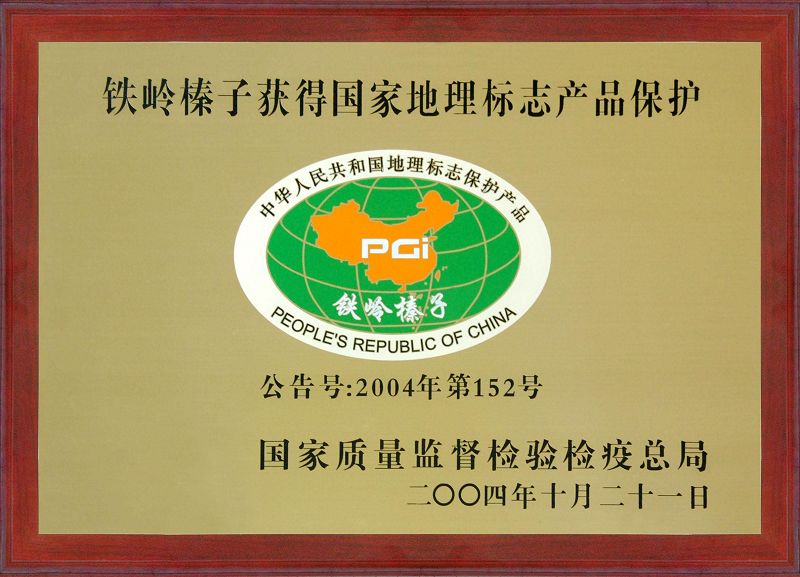 铁岭榛子获得国家地理标志产品保护
中华人民共和国地理标志保护产品
PGi
铁岭榛子
PEOPLE'S REPUBLIC OF CHINA
公告号:2004年第152号
国家质量监督检验检疫总局
二〇〇四年十月二十一日